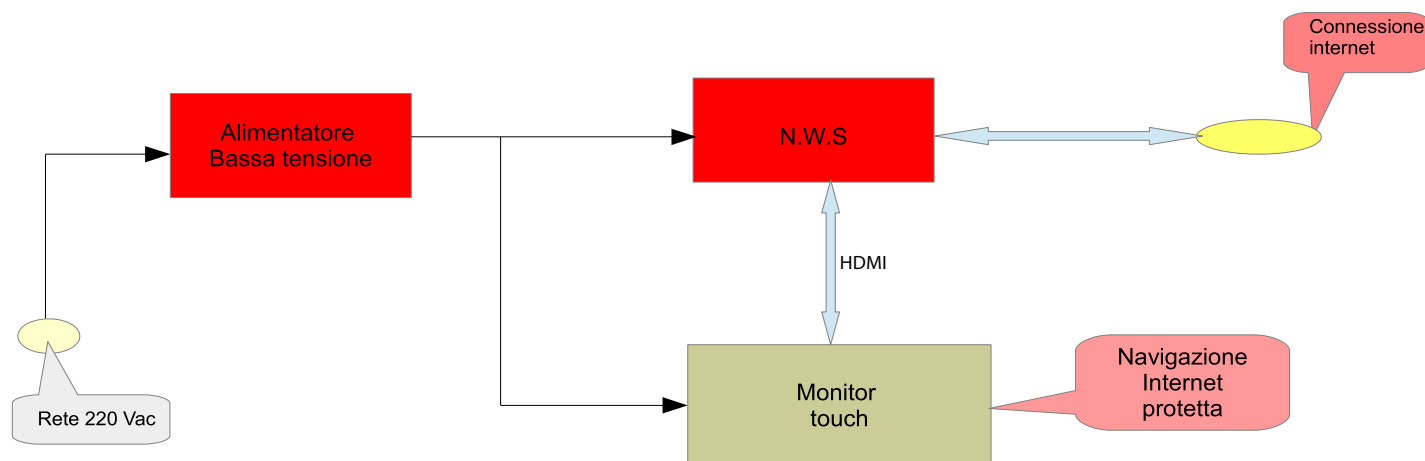 Connessione
internet
Alimentatore
Bassa tensione
N.W.S
HDMI
Navigazione
Internet
protetta
Monitor
touch
Rete 220 Vac